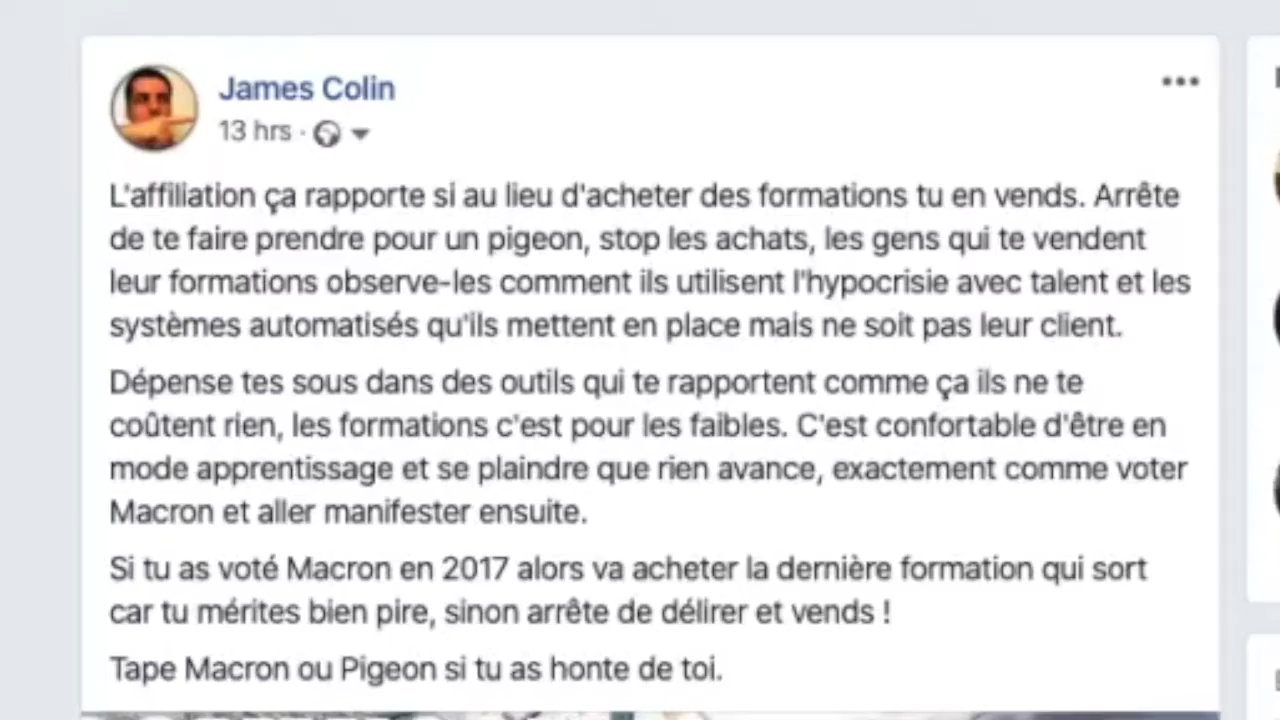 James Colin
13 hrs ·
L'affiliation ça rapporte si au lieu d'acheter des formations tu en vends. Arrête
de te faire prendre pour un pigeon, stop les achats, les gens qui te vendent
leur formations observe-les comment ils utilisent l'hypocrisie avec talent et les
systèmes automatisés qu'ils mettent en place mais ne soit pas leur client.
Dépense tes sous dans des outils qui te rapportent comme ça ils ne te
coûtent rien, les formations c'est pour les faibles. C'est confortable d'être en
mode apprentissage et se plaindre que rien avance, exactement comme voter
Macron et aller manifester ensuite.
Si tu as voté Macron en 2017 alors va acheter la dernière formation qui sort
car tu mérites bien pire, sinon arrête de délirer et vends !
Tape Macron ou Pigeon si tu as honte de toi.